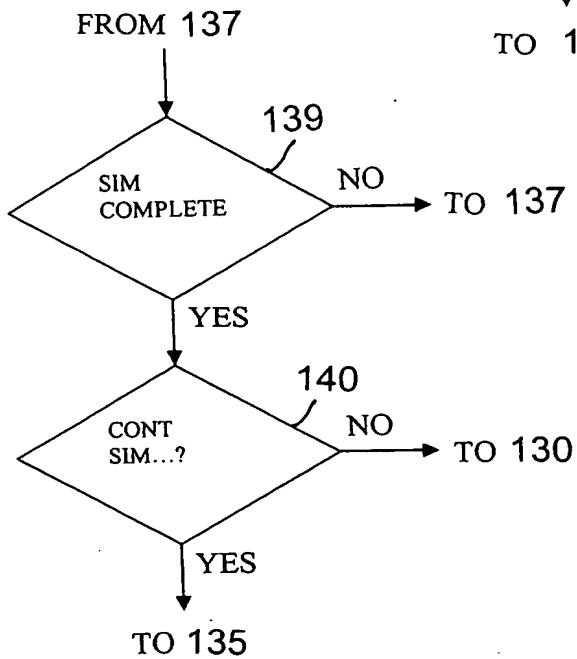 FROM 137
TO 1
139
SIM
COMPLETE
NO
TO 137
YES
140
CONT
SIM...?
NO
TO 130
YES
TO 135